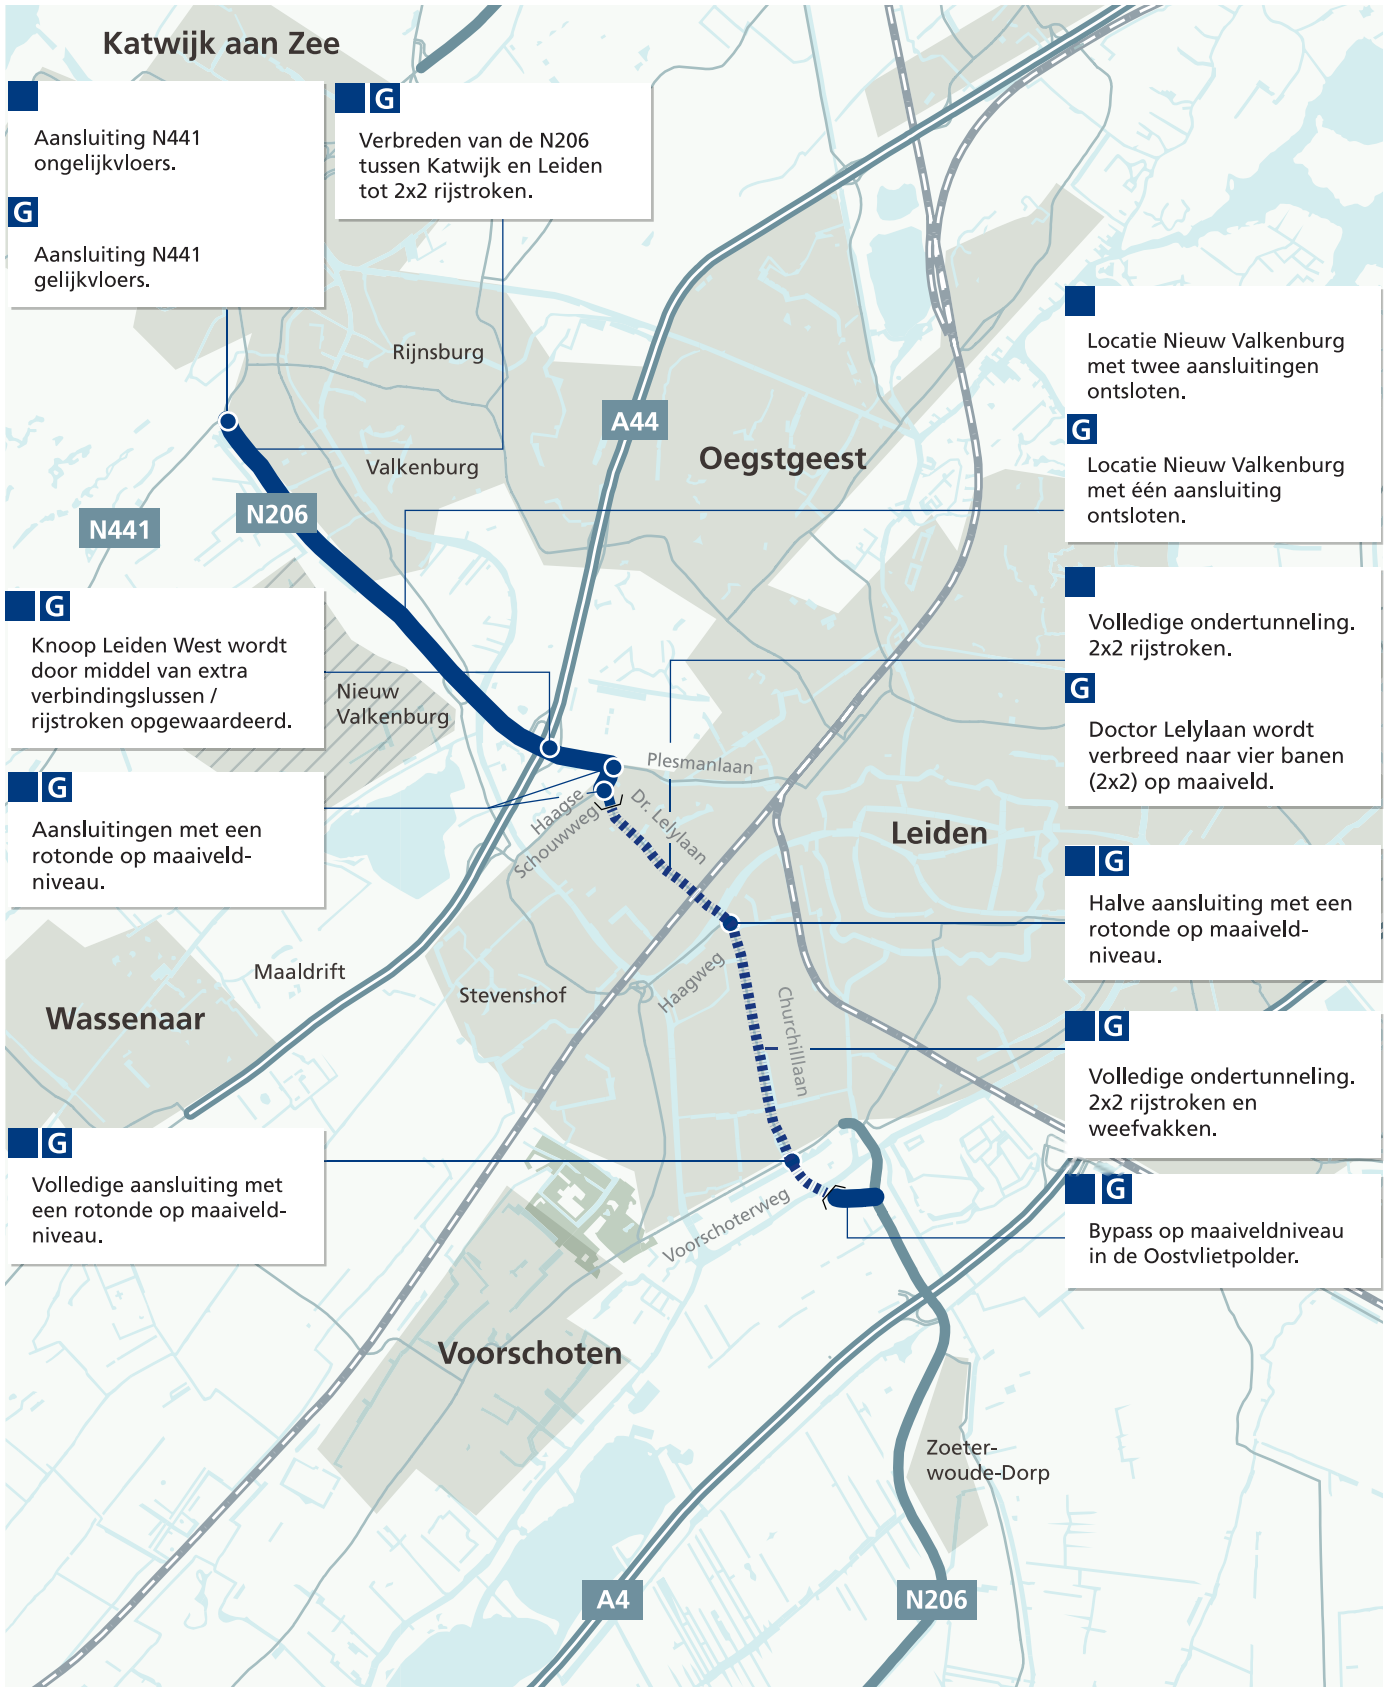 Katwijk aan Zee
Aansluiting N441
ongelijkvloers.
G
Aansluiting N441
gelijkvloers.
G
Verbreden van de N206
tussen Katwijk en Leiden
tot 2x2 rijstroken.
Rijnsburg
A44
Oegstgeest
Valkenburg
N206
N441
Locatie Nieuw Valkenburg
met twee aansluitingen
ontsloten.
G
Locatie Nieuw Valkenburg
met één aansluiting
ontsloten.
G
Knoop Leiden West wordt
door middel van extra
verbindingslussen /
rijstroken opgewaardeerd.
Nieuw
Valkenburg
Volledige ondertunneling.
2x2 rijstroken.
G
Doctor Lelylaan wordt
verbreed naar vier banen
(2x2) op maaiveld.
Plesmanlaan
Haagse
Schouwweg
Dr. Lelylaan
Leiden
G
Aansluitingen met een
rotonde op maaiveld-
niveau.
G
Halve aansluiting met een
rotonde op maaiveld-
niveau.
Maaldrift
Wassenaar
Stevenshof
Haagweg
Churchilllaan
G
Volledige ondertunneling.
2x2 rijstroken en
weefvakken.
G
Volledige aansluiting met
een rotonde op maaiveld-
niveau.
Voorschoterweg
G
Bypass op maaiveldniveau
in de Oostvlietpolder.
Voorschoten
Zoeter-
woude-Dorp
A4
N206